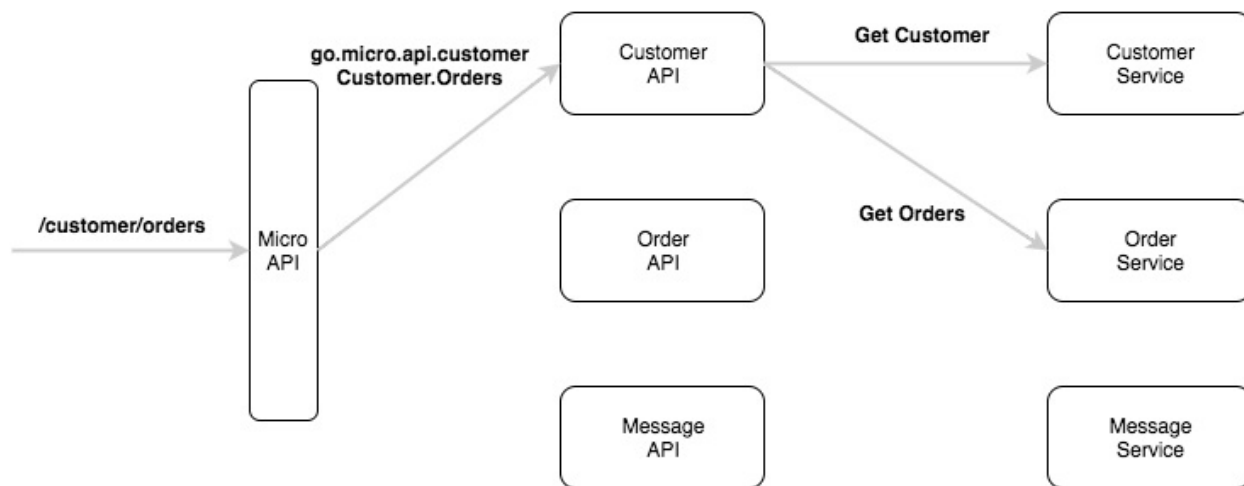 go.micro.api.customer
Customer.Orders
Customer
API
Get Customer
Customer
Service
/customer/orders
Micro
API
Order
API
Get Orders
Order
Service
Message
API
Message
Service